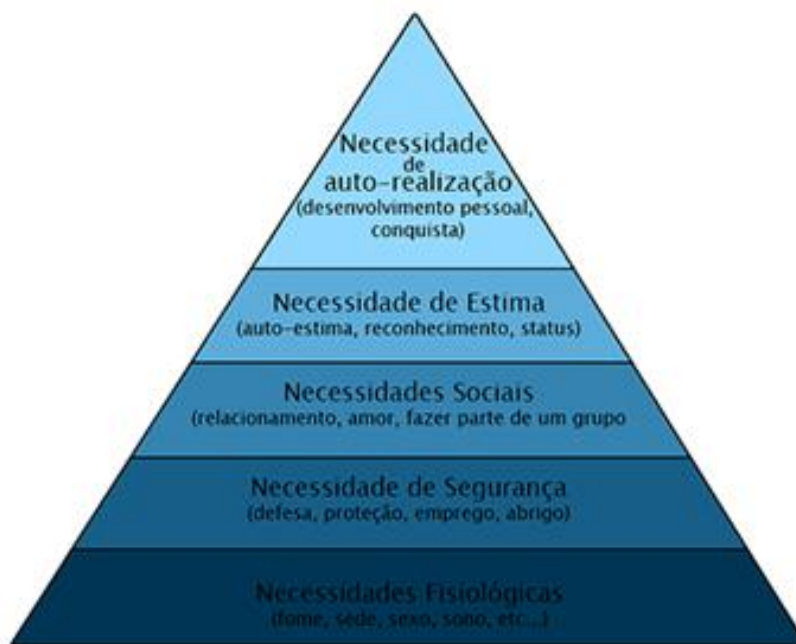 Necessidade
de
auto-realização
(desenvolvimento pessoal,
conquista)
Necessidade de Estima
(auto-estima, reconhecimento, status)
Necessidades Sociais
(relacionamento, amor, fazer parte de um grupo
Necessidade de Segurança
(defesa, proteção, emprego, abrigo)
Necessidades Fisiológicas
(fome, sede, sexo, sono, etc...)